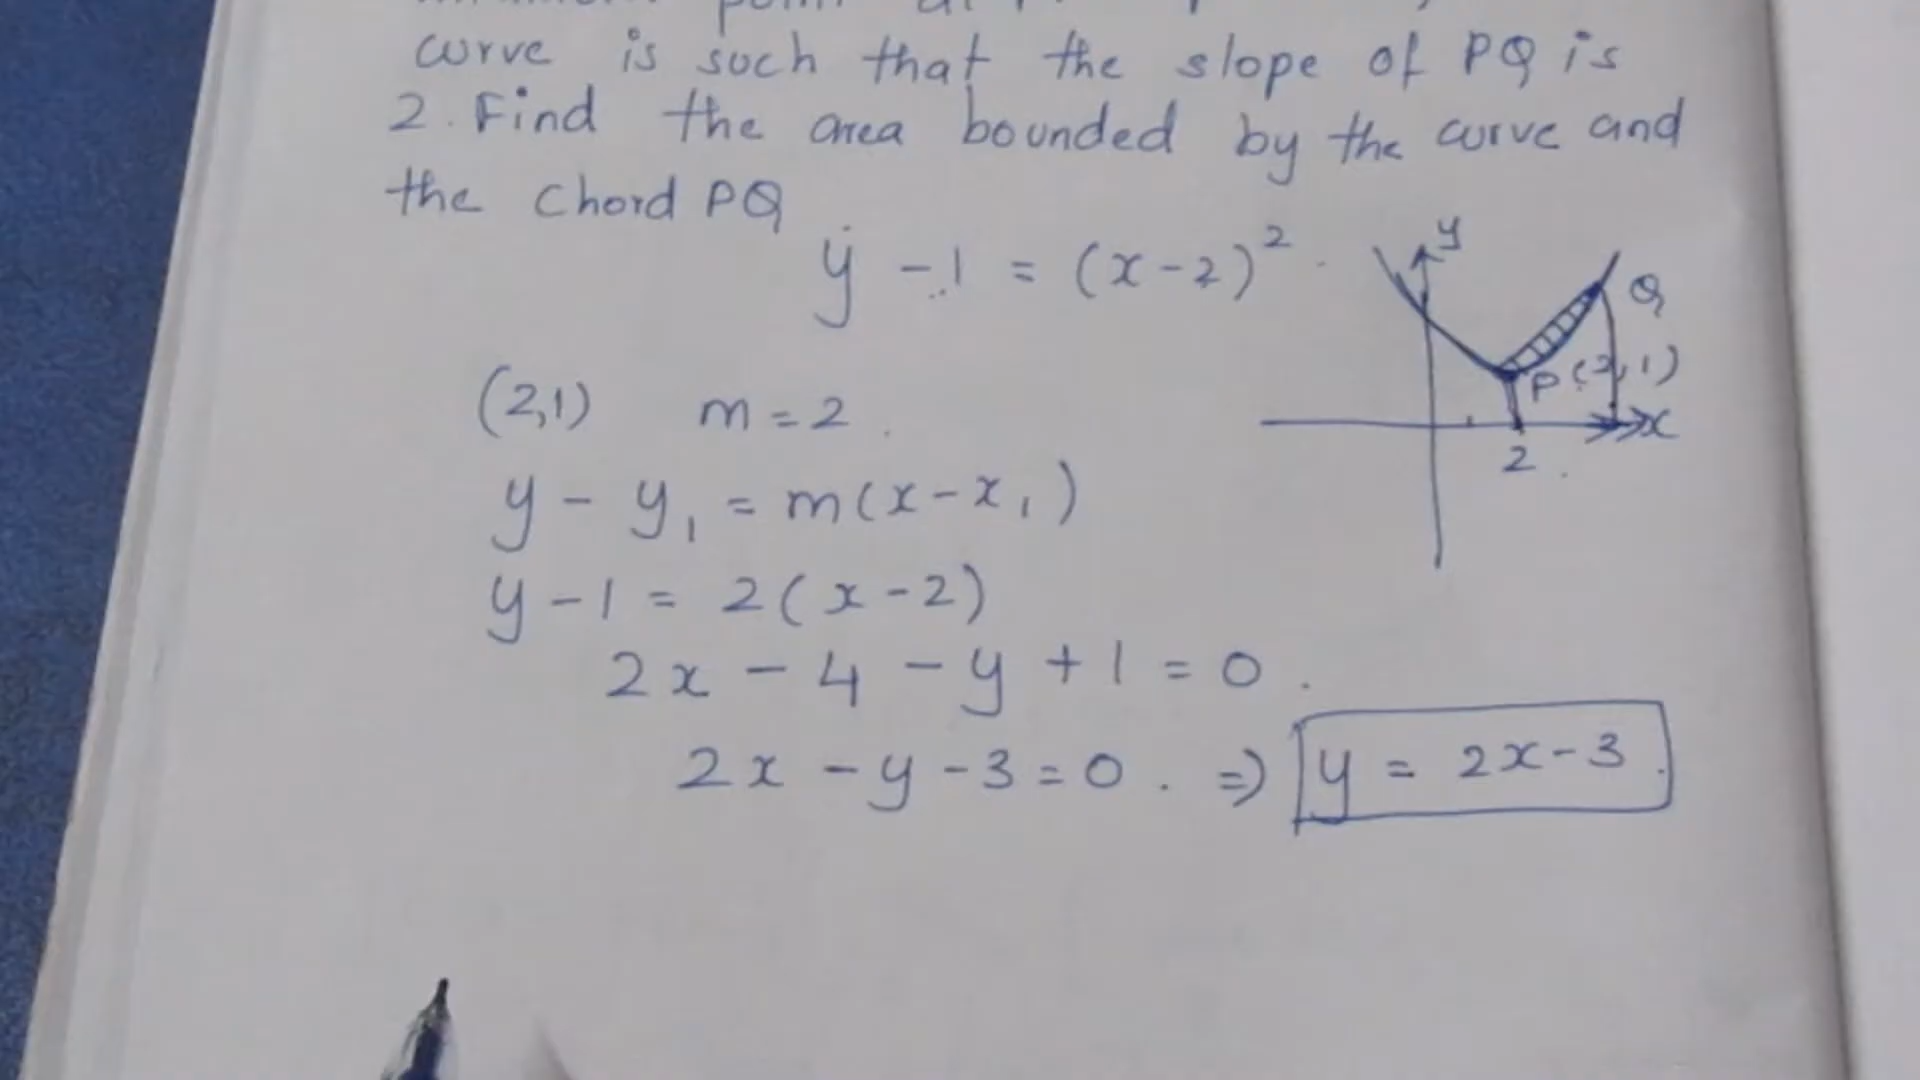 curve is such that the slope of PQ is
2. Find the area bounded by the curve and
the chord PQ
y - 1 = (x-2)²
y
Q
P(2,1)
x
2
(2,1) m = 2
y - y₁ = m(x-x₁)
y - 1 = 2(x-2)
2x - 4 - y + 1 = 0
2x - y - 3 = 0. ⇒ y = 2x-3